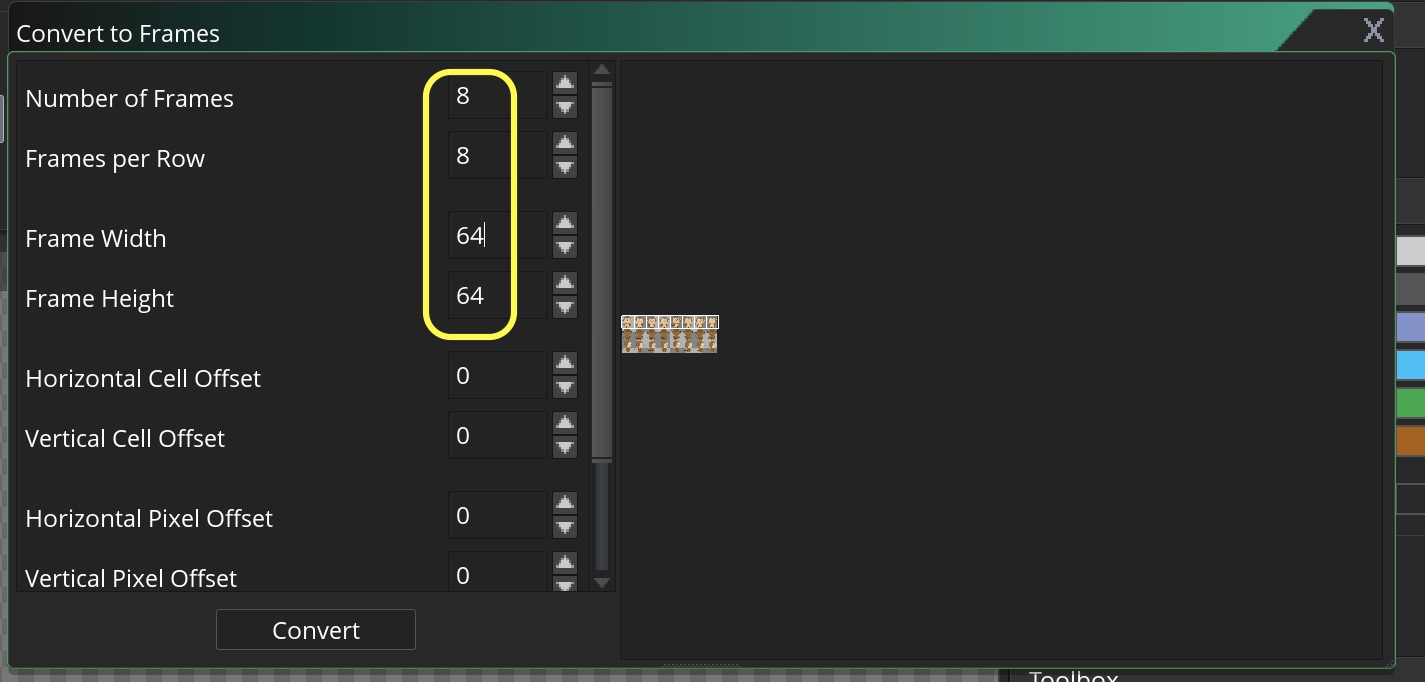 Convert to Frames X
Number of Frames 8
Frames per Row 8
Frame Width 64
Frame Height 64
Horizontal Cell Offset 0
Vertical Cell Offset 0
Horizontal Pixel Offset 0
Vertical Pixel Offset 0
Convert
Toolbox